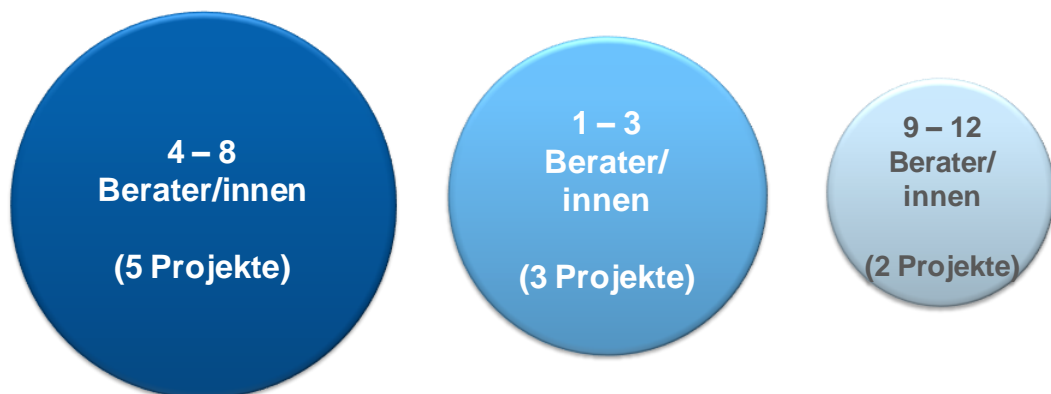 4 – 8
Berater/innen
(5 Projekte)
1 – 3
Berater/
innen
(3 Projekte)
9 – 12
Berater/
innen
(2 Projekte)